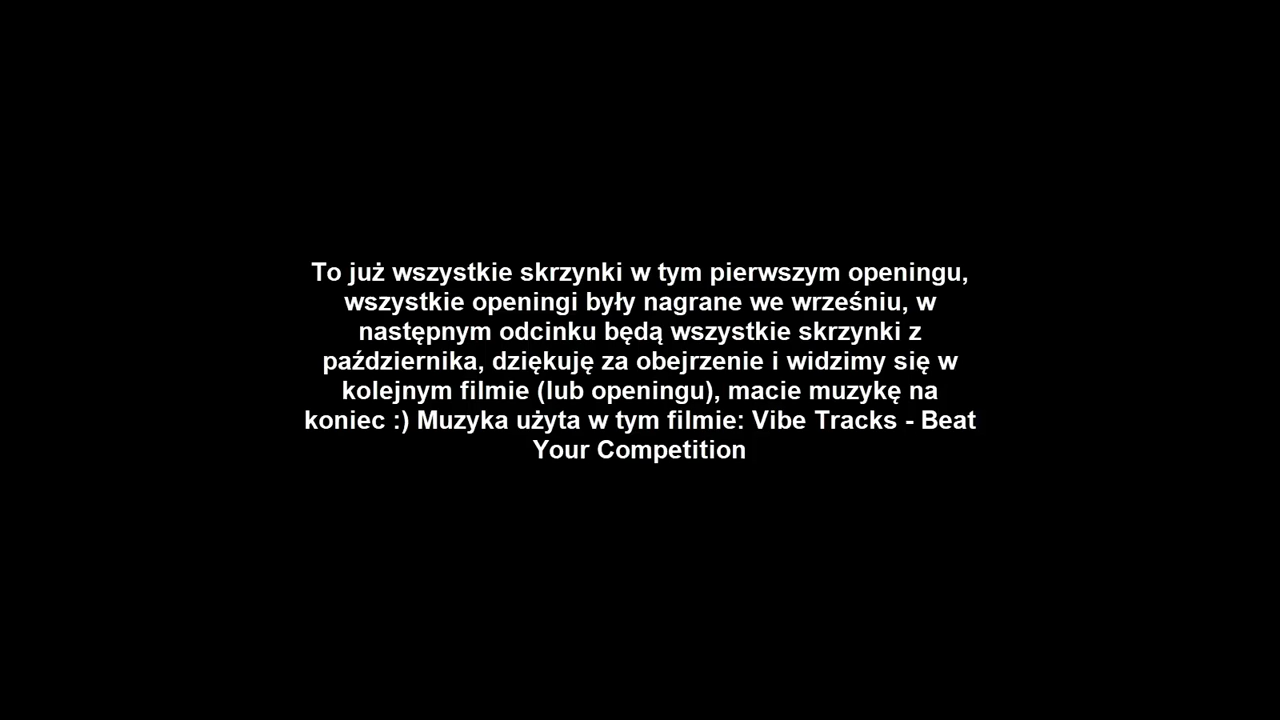 To już wszystkie skrzynki w tym pierwszym openingu,
wszystkie openingi były nagrane we wrześniu, w
następnym odcinku będą wszystkie skrzynki z
października, dziękuję za obejrzenie i widzimy się w
kolejnym filmie (lub openingu), macie muzykę na
koniec :) Muzyka użyta w tym filmie: Vibe Tracks - Beat
Your Competition